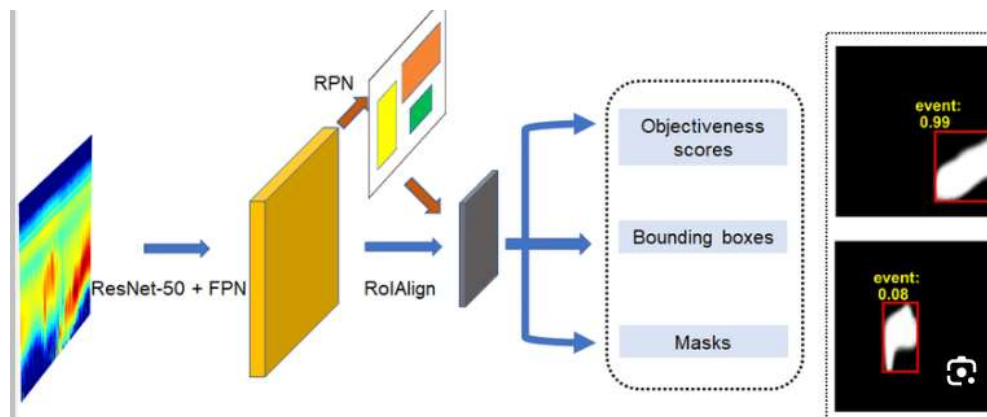 RPN
ResNet-50 + FPN
RoIAlign
Objectiveness
scores
Bounding boxes
Masks
event:
0.99
event:
0.08